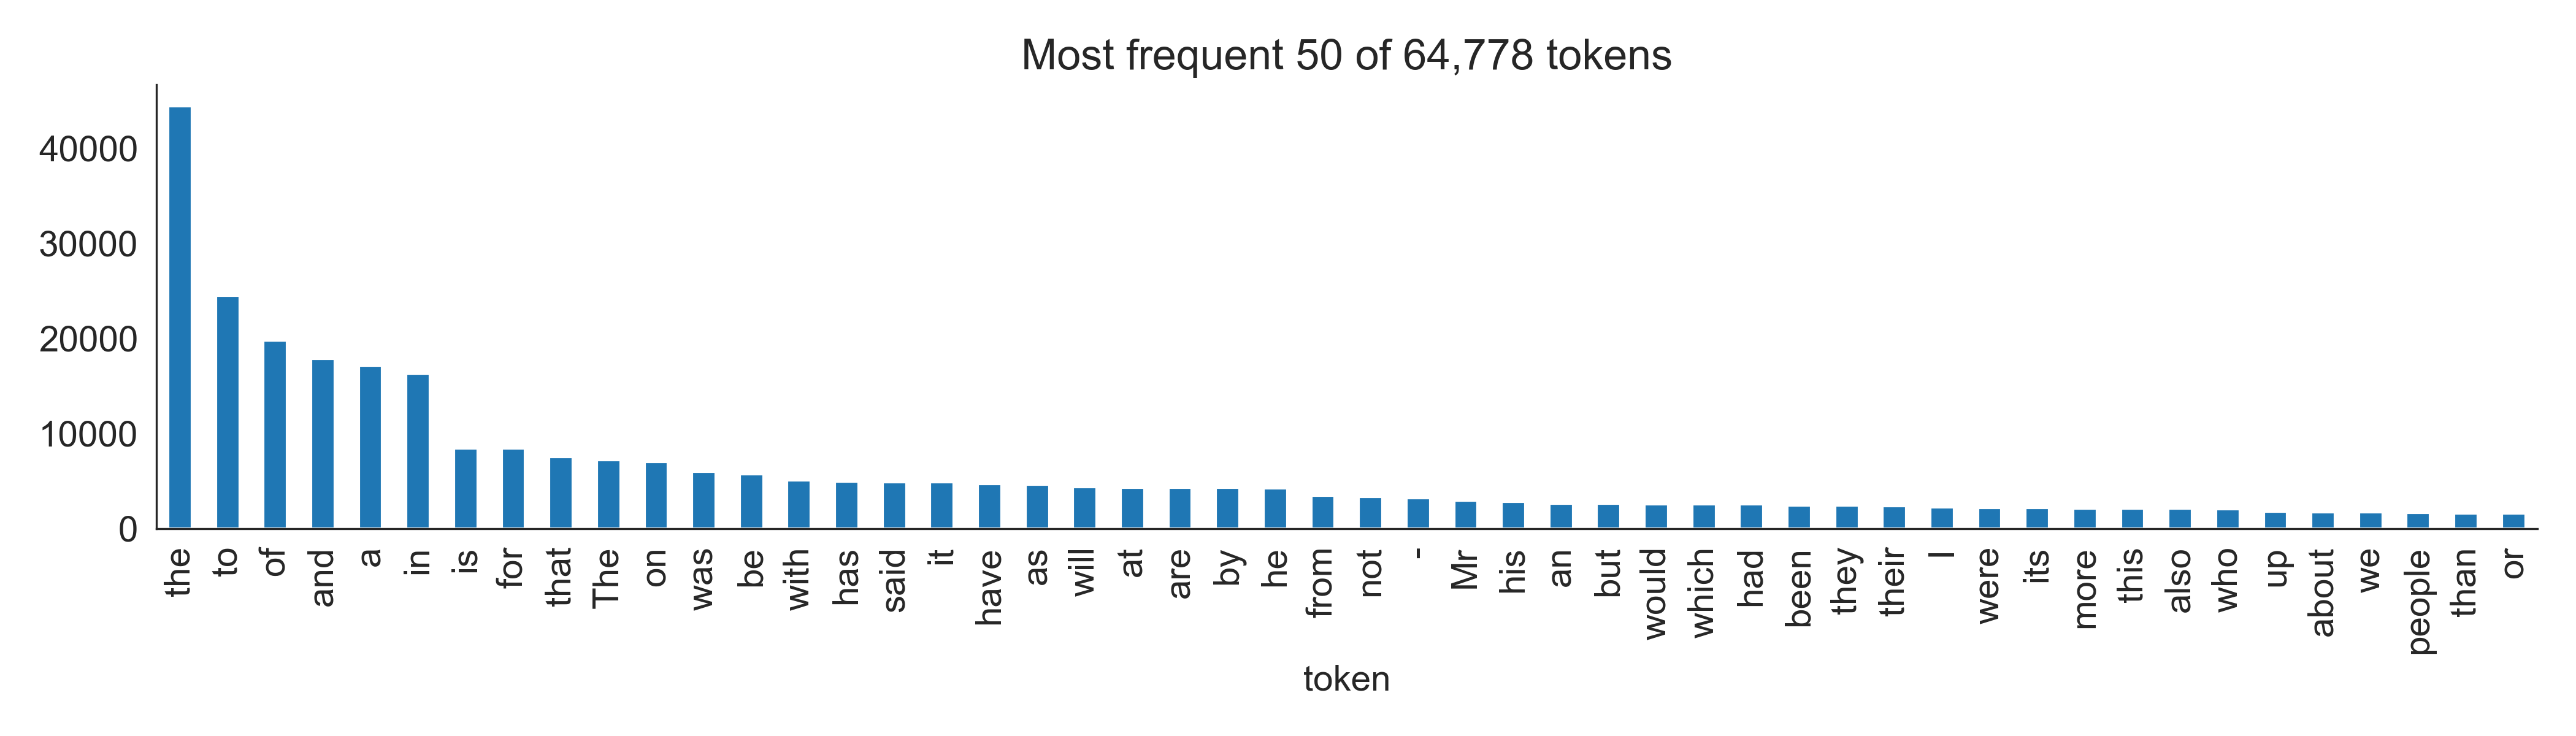 Most frequent 50 of 64,778 tokens
40000
30000
20000
10000
0
the to of and a in is for that The on was be with has said it have as will at are by he from not - Mr his an but would which had been they their I were its more this also who up about we people than or
token